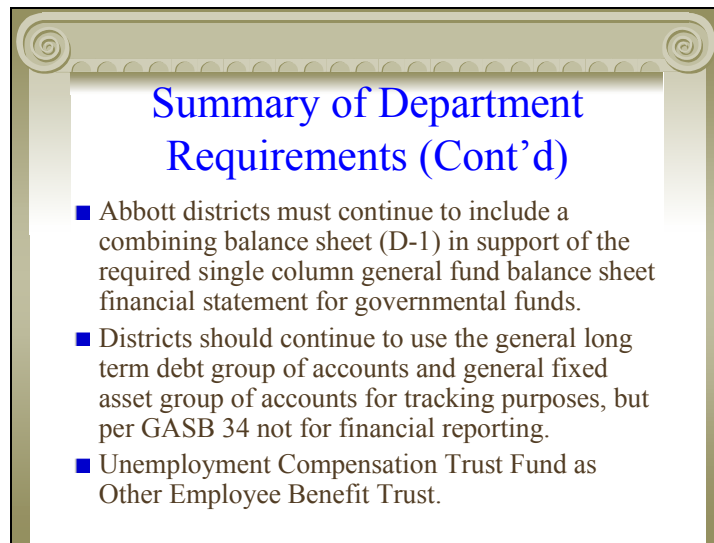 Summary of Department
Requirements (Cont’d)
Abbott districts must continue to include a
combining balance sheet (D-1) in support of the
required single column general fund balance sheet
financial statement for governmental funds.
Districts should continue to use the general long
term debt group of accounts and general fixed
asset group of accounts for tracking purposes, but
per GASB 34 not for financial reporting.
Unemployment Compensation Trust Fund as
Other Employee Benefit Trust.